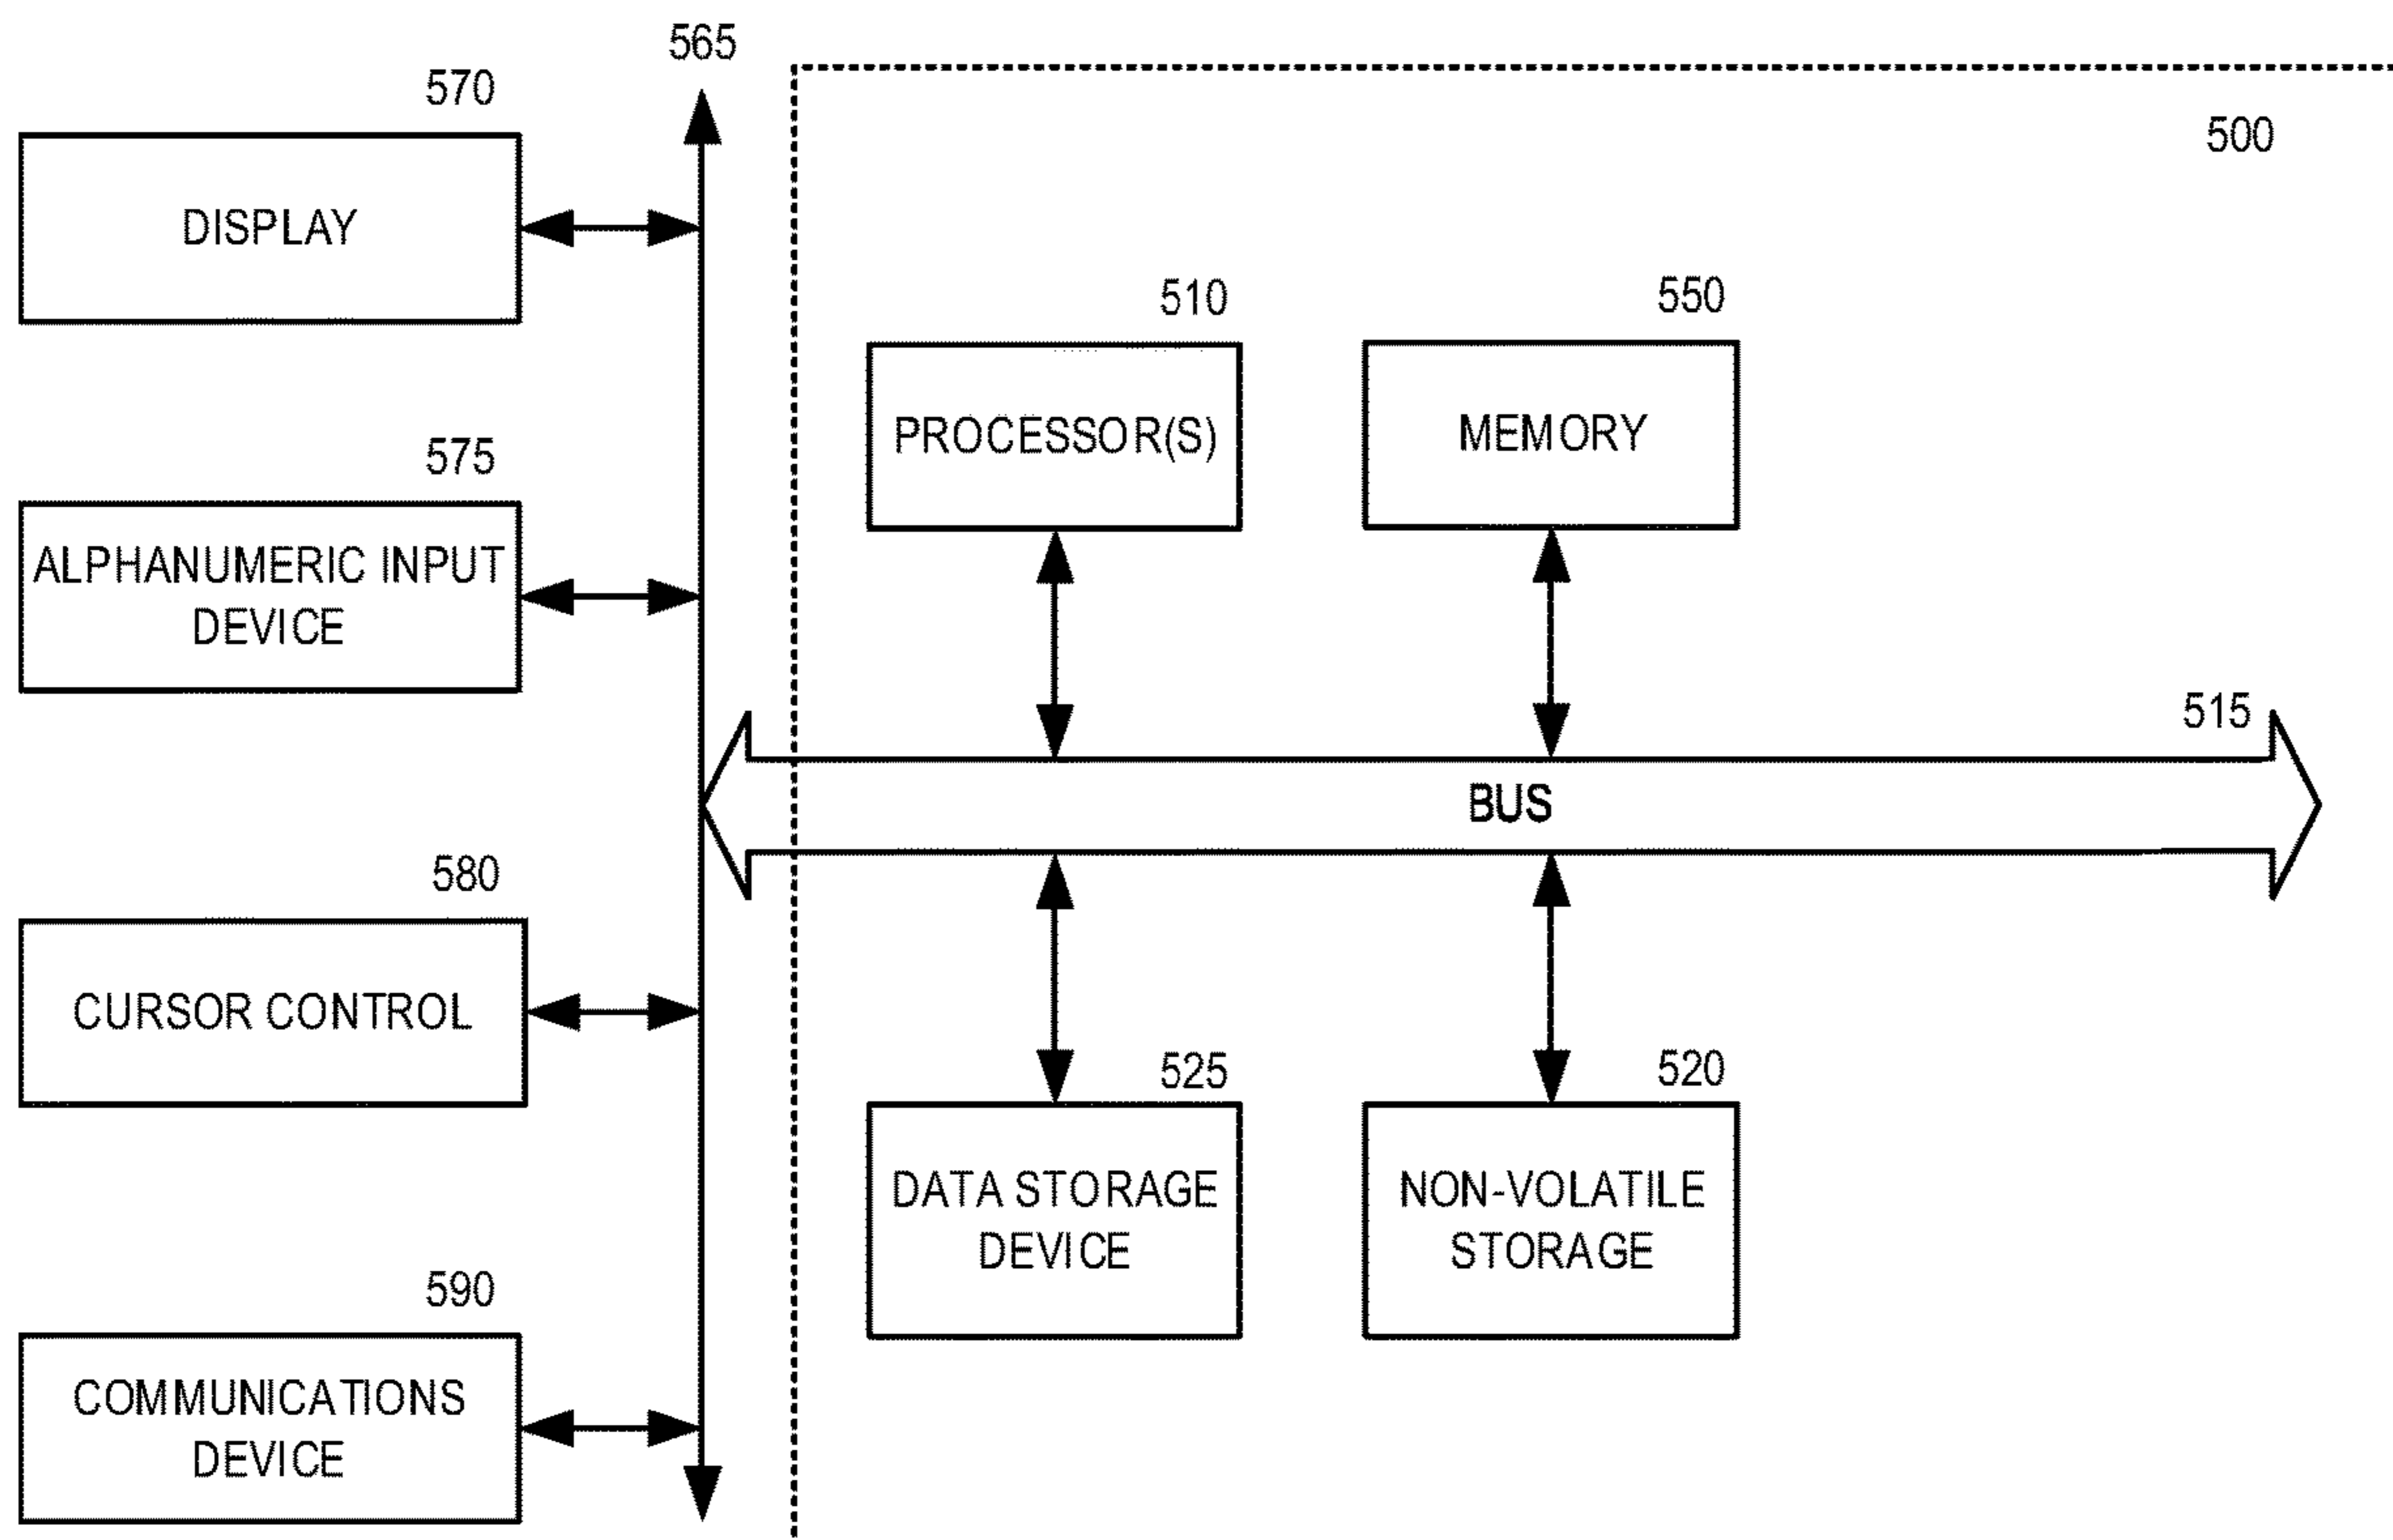 565
570
500
DISPLAY
510
550
PROCESSOR(S)
MEMORY
575
ALPHANUMERIC INPUT
DEVICE
515
BUS
580
CURSOR CONTROL
525
520
DATA STORAGE
DEVICE
NON-VOLATILE
STORAGE
590
COMMUNICATIONS
DEVICE